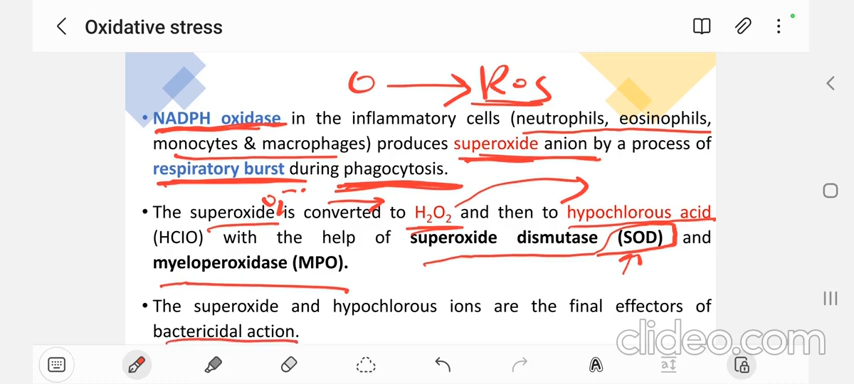 Oxidative stress
O → ROS
• NADPH oxidase in the inflammatory cells (neutrophils, eosinophils,
monocytes & macrophages) produces superoxide anion by a process of
respiratory burst during phagocytosis.
O₂⁻·
• The superoxide is converted to H₂O₂ and then to hypochlorous acid
(HClO) with the help of superoxide dismutase (SOD) and
myeloperoxidase (MPO).
• The superoxide and hypochlorous ions are the final effectors of
bactericidal action.
clideo.com
A
a